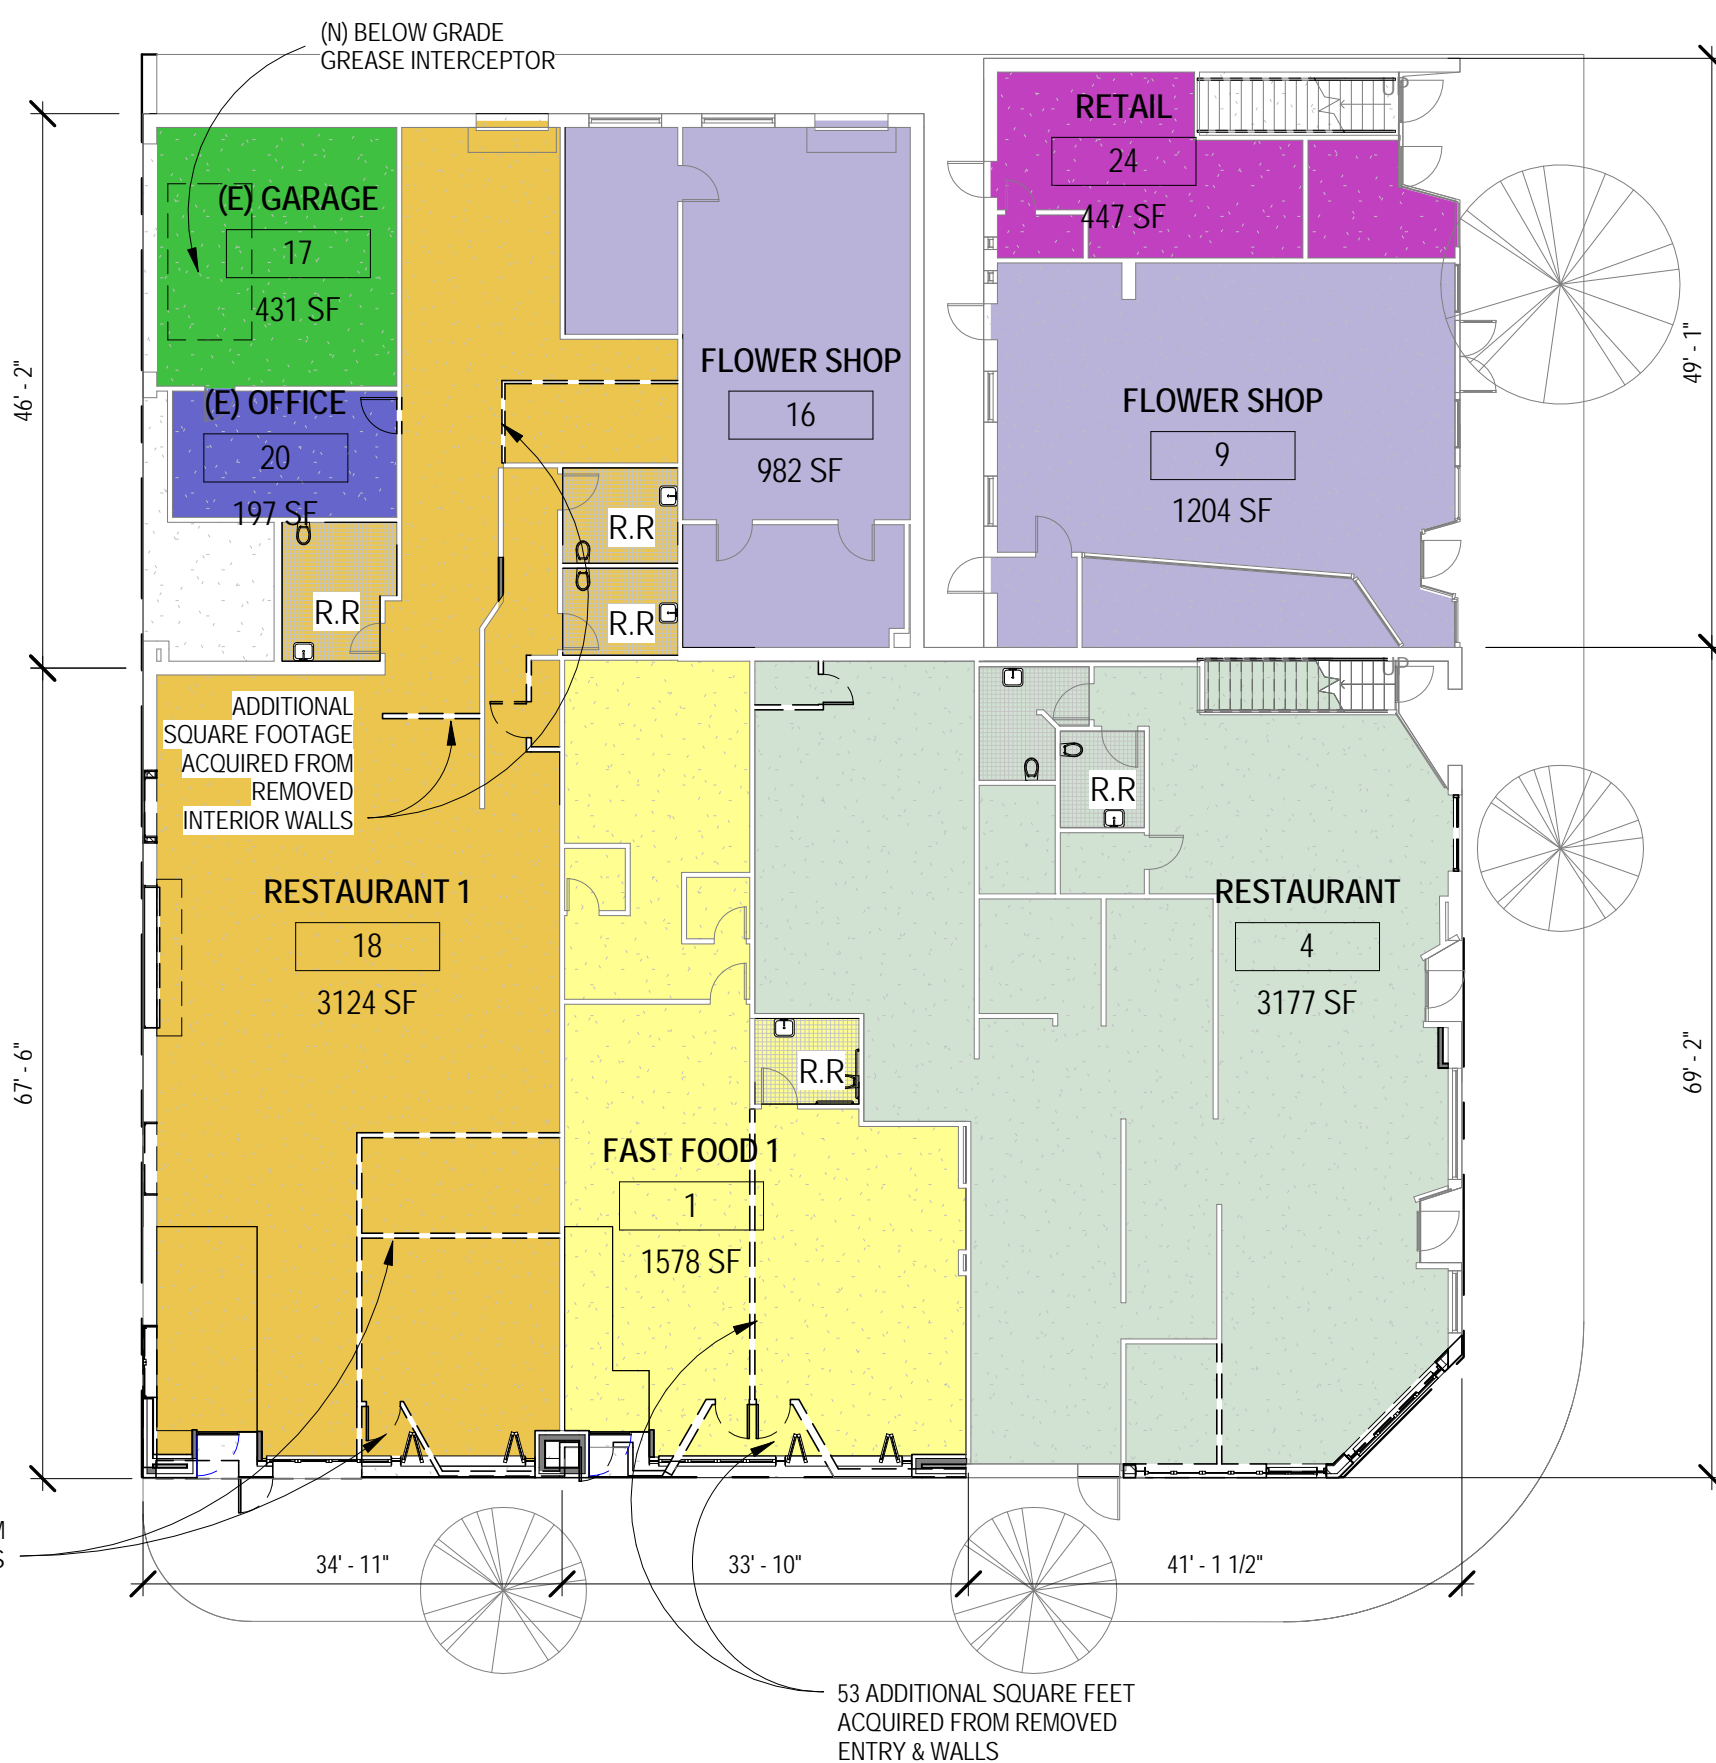 (N) BELOW GRADE
GREASE INTERCEPTOR
RETAIL
24
447 SF
(E) GARAGE
17
431 SF
46' - 2"
49' - 1"
FLOWER SHOP
16
982 SF
FLOWER SHOP
9
1204 SF
(E) OFFICE
20
197 SF
R.R
R.R
R.R
ADDITIONAL
SQUARE FOOTAGE
ACQUIRED FROM
REMOVED
INTERIOR WALLS
R.R
RESTAURANT 1
18
3124 SF
RESTAURANT
4
3177 SF
67' - 6"
69' - 2"
R.R
FAST FOOD 1
1
1578 SF
34' - 11"
33' - 10"
41' - 1 1/2"
53 ADDITIONAL SQUARE FEET
ACQUIRED FROM REMOVED
ENTRY & WALLS